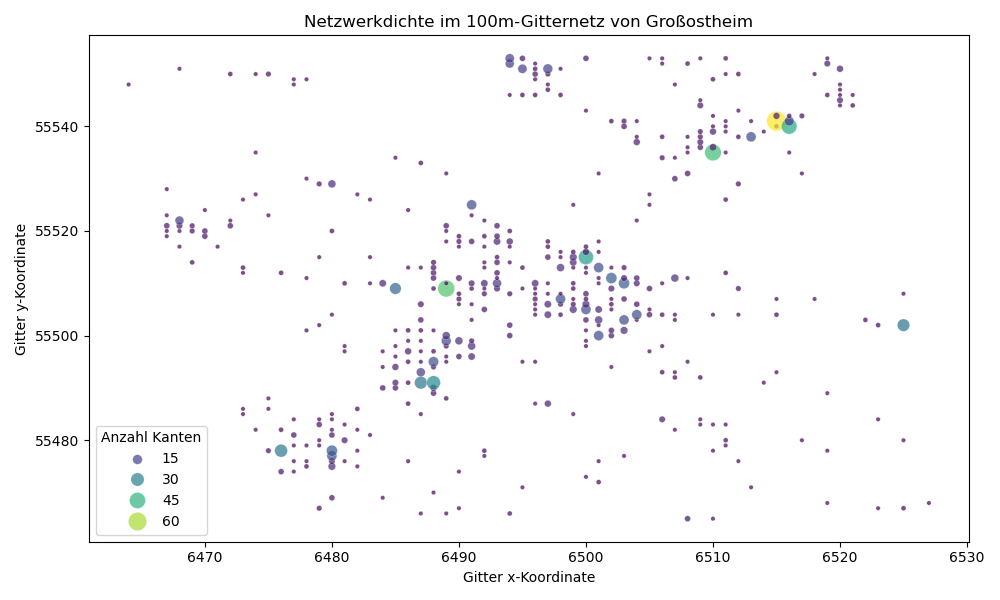 Netzwerkdichte im 100m-Gitternetz von Großostheim
55540
55520
55500
55480
Gitter y-Koordinate
Anzahl Kanten
15
30
45
60
6470 6480 6490 6500 6510 6520 6530
Gitter x-Koordinate